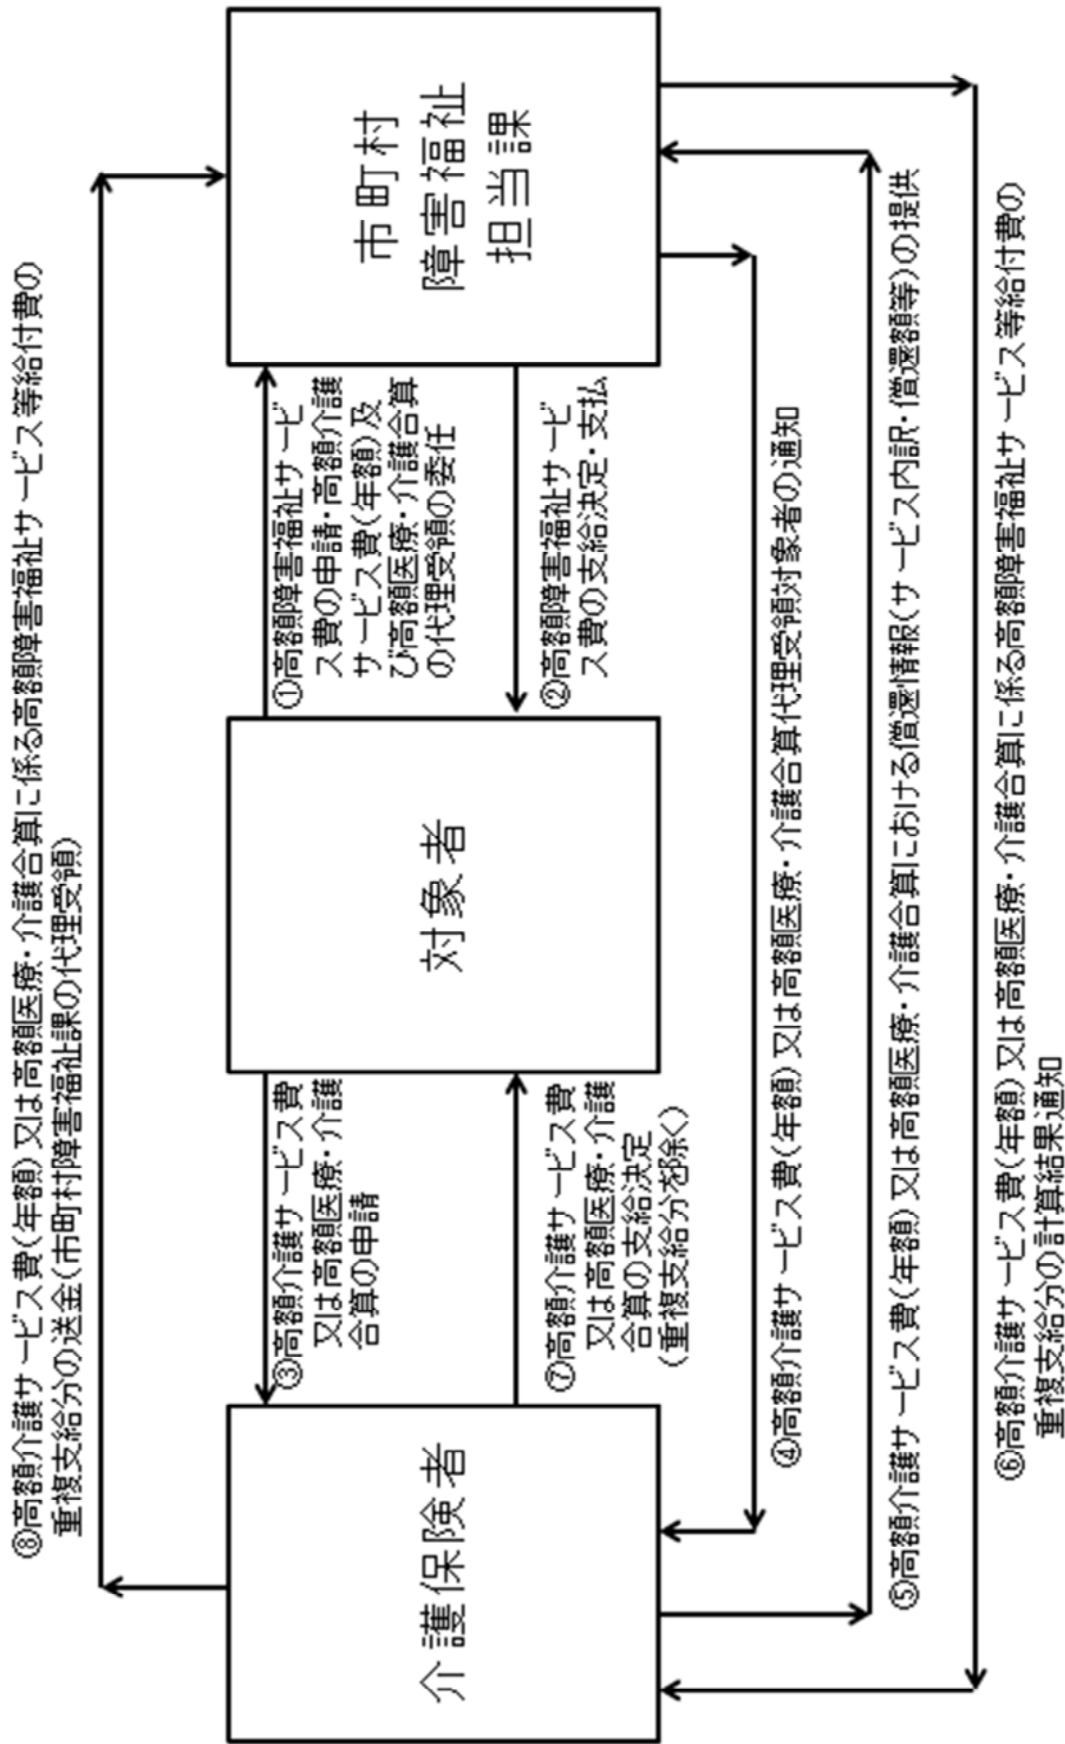 ⑧高額介護サービス費(年額)又は高額医療・介護合算に係る高額障害福祉サービス等給付費の
重複支給分の送金(市町村障害福祉課の代理受領)
介護保険者
対象者
市町村
障害福祉
担当課
③高額介護サービス費
又は高額医療・介護
合算の申請
①高額障害福祉サービ
ス費の申請・高額介護
サービス費(年額)及
び高額医療・介護合算
の代理受領の委任
⑦高額介護サービス費
又は高額医療・介護
合算の支給決定
(重複支給分を除く)
②高額障害福祉サービ
ス費の支給決定・支払
④高額介護サービス費(年額)又は高額医療・介護合算代理受領対象者の通知
⑤高額介護サービス費(年額)又は高額医療・介護合算における償還情報(サービス内訳・償還額等)の提供
⑥高額介護サービス費(年額)又は高額医療・介護合算に係る高額障害福祉サービス等給付費の
重複支給分の計算結果通知